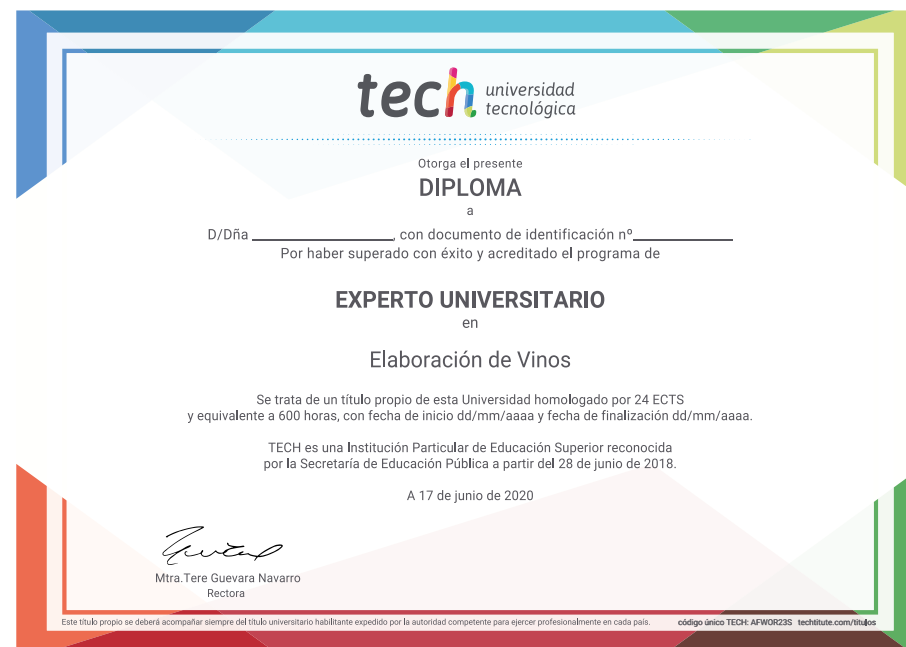 tech universidad
tecnológica
Otorga el presente
DIPLOMA
a
D/Dña ____________, con documento de identificación nº____________
Por haber superado con éxito y acreditado el programa de
EXPERTO UNIVERSITARIO
en
Elaboración de Vinos
Se trata de un título propio de esta Universidad homologado por 24 ECTS
y equivalente a 600 horas, con fecha de inicio dd/mm/aaaa y fecha de finalización dd/mm/aaaa.
TECH es una Institución Particular de Educación Superior reconocida
por la Secretaría de Educación Pública a partir del 28 de junio de 2018.
A 17 de junio de 2020
Mtra.Tere Guevara Navarro
Rectora
Este título propio se deberá acompañar siempre del título universitario habilitante expedido por la autoridad competente para ejercer profesionalmente en cada país. código único TECH: AFWOR23S techtitute.com/titulos